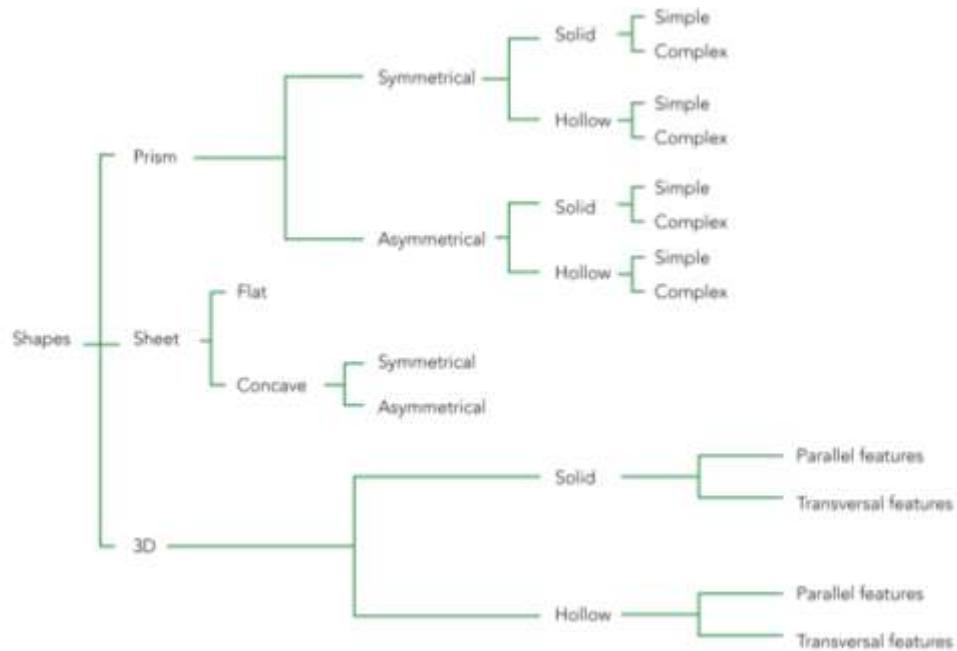 Shapes
Prism
Symmetrical
Solid
Simple
Complex
Hollow
Simple
Complex
Asymmetrical
Solid
Simple
Complex
Hollow
Simple
Complex
Sheet
Flat
Concave
Symmetrical
Asymmetrical
3D
Solid
Parallel features
Transversal features
Hollow
Parallel features
Transversal features